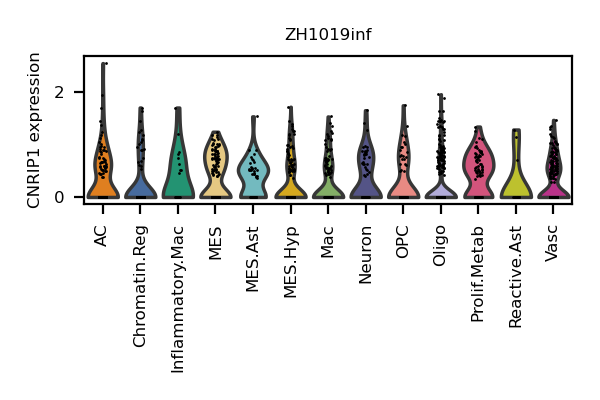 ZH1019inf
CNRIP1 expression
2
0
AC
Chromatin.Reg
Inflammatory.Mac
MES
MES.Ast
MES.Hyp
Mac
Neuron
OPC
Oligo
Prolif.Metab
Reactive.Ast
Vasc